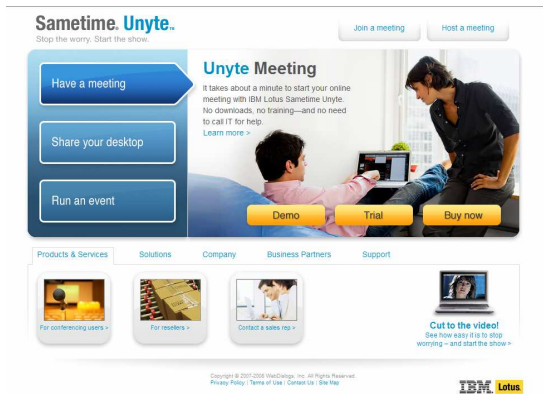 Sametime. Unyte™
Stop the worry. Start the show.
Join a meeting
Host a meeting
Have a meeting
Share your desktop
Run an event
Unyte Meeting
It takes about a minute to start your online
meeting with IBM Lotus Sametime Unyte.
No downloads, no training—and no need
to call IT for help.
Learn more >
Demo
Trial
Buy now
Products & Services
Solutions
Company
Business Partners
Support
For conferencing users >
For resellers >
Contact a sales rep >
Cut to the video!
See how easy it is to stop
worrying – and start the show >
Copyright © 2007-2008 WebDialogs, Inc. All Rights Reserved.
Privacy Policy | Terms of Use | Contact Us | Site Map
IBM. Lotus.